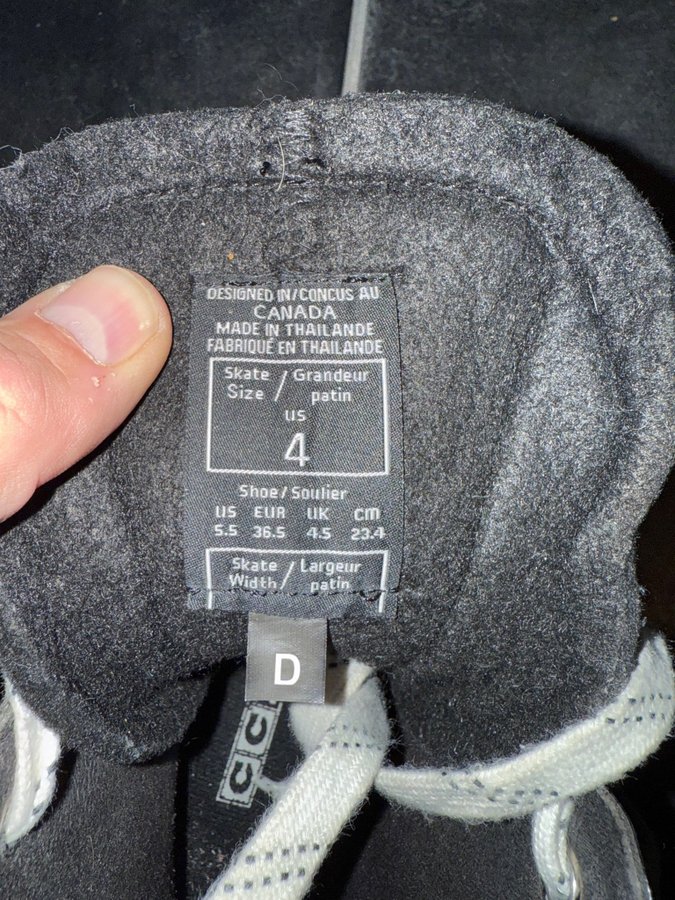 DESIGNED IN/CONCUS AU
CANADA
MADE IN THAILANDE
FABRIQUÉ EN THAILANDE
Skate / Grandeur
Size / patin
US
4
Shoe/Soulier
US EUR UK CM
5.5 36.5 4.5 23.4
Skate / Largeur
Width / patin
D
CC